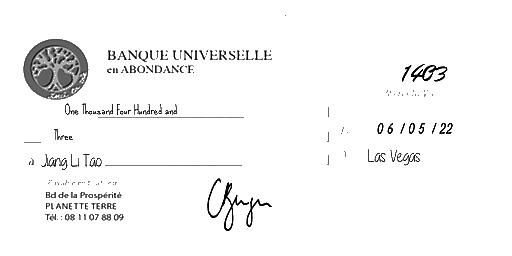 BANQUE UNIVERSELLE
en ABONDANCE
1403
One Thousand Four Hundred and
Three
06/05/22
à Jiang Li Tao
Las Vegas
Bd de la Prospérité
PLANETTE TERRE
Tél. : 08 11 07 88 09